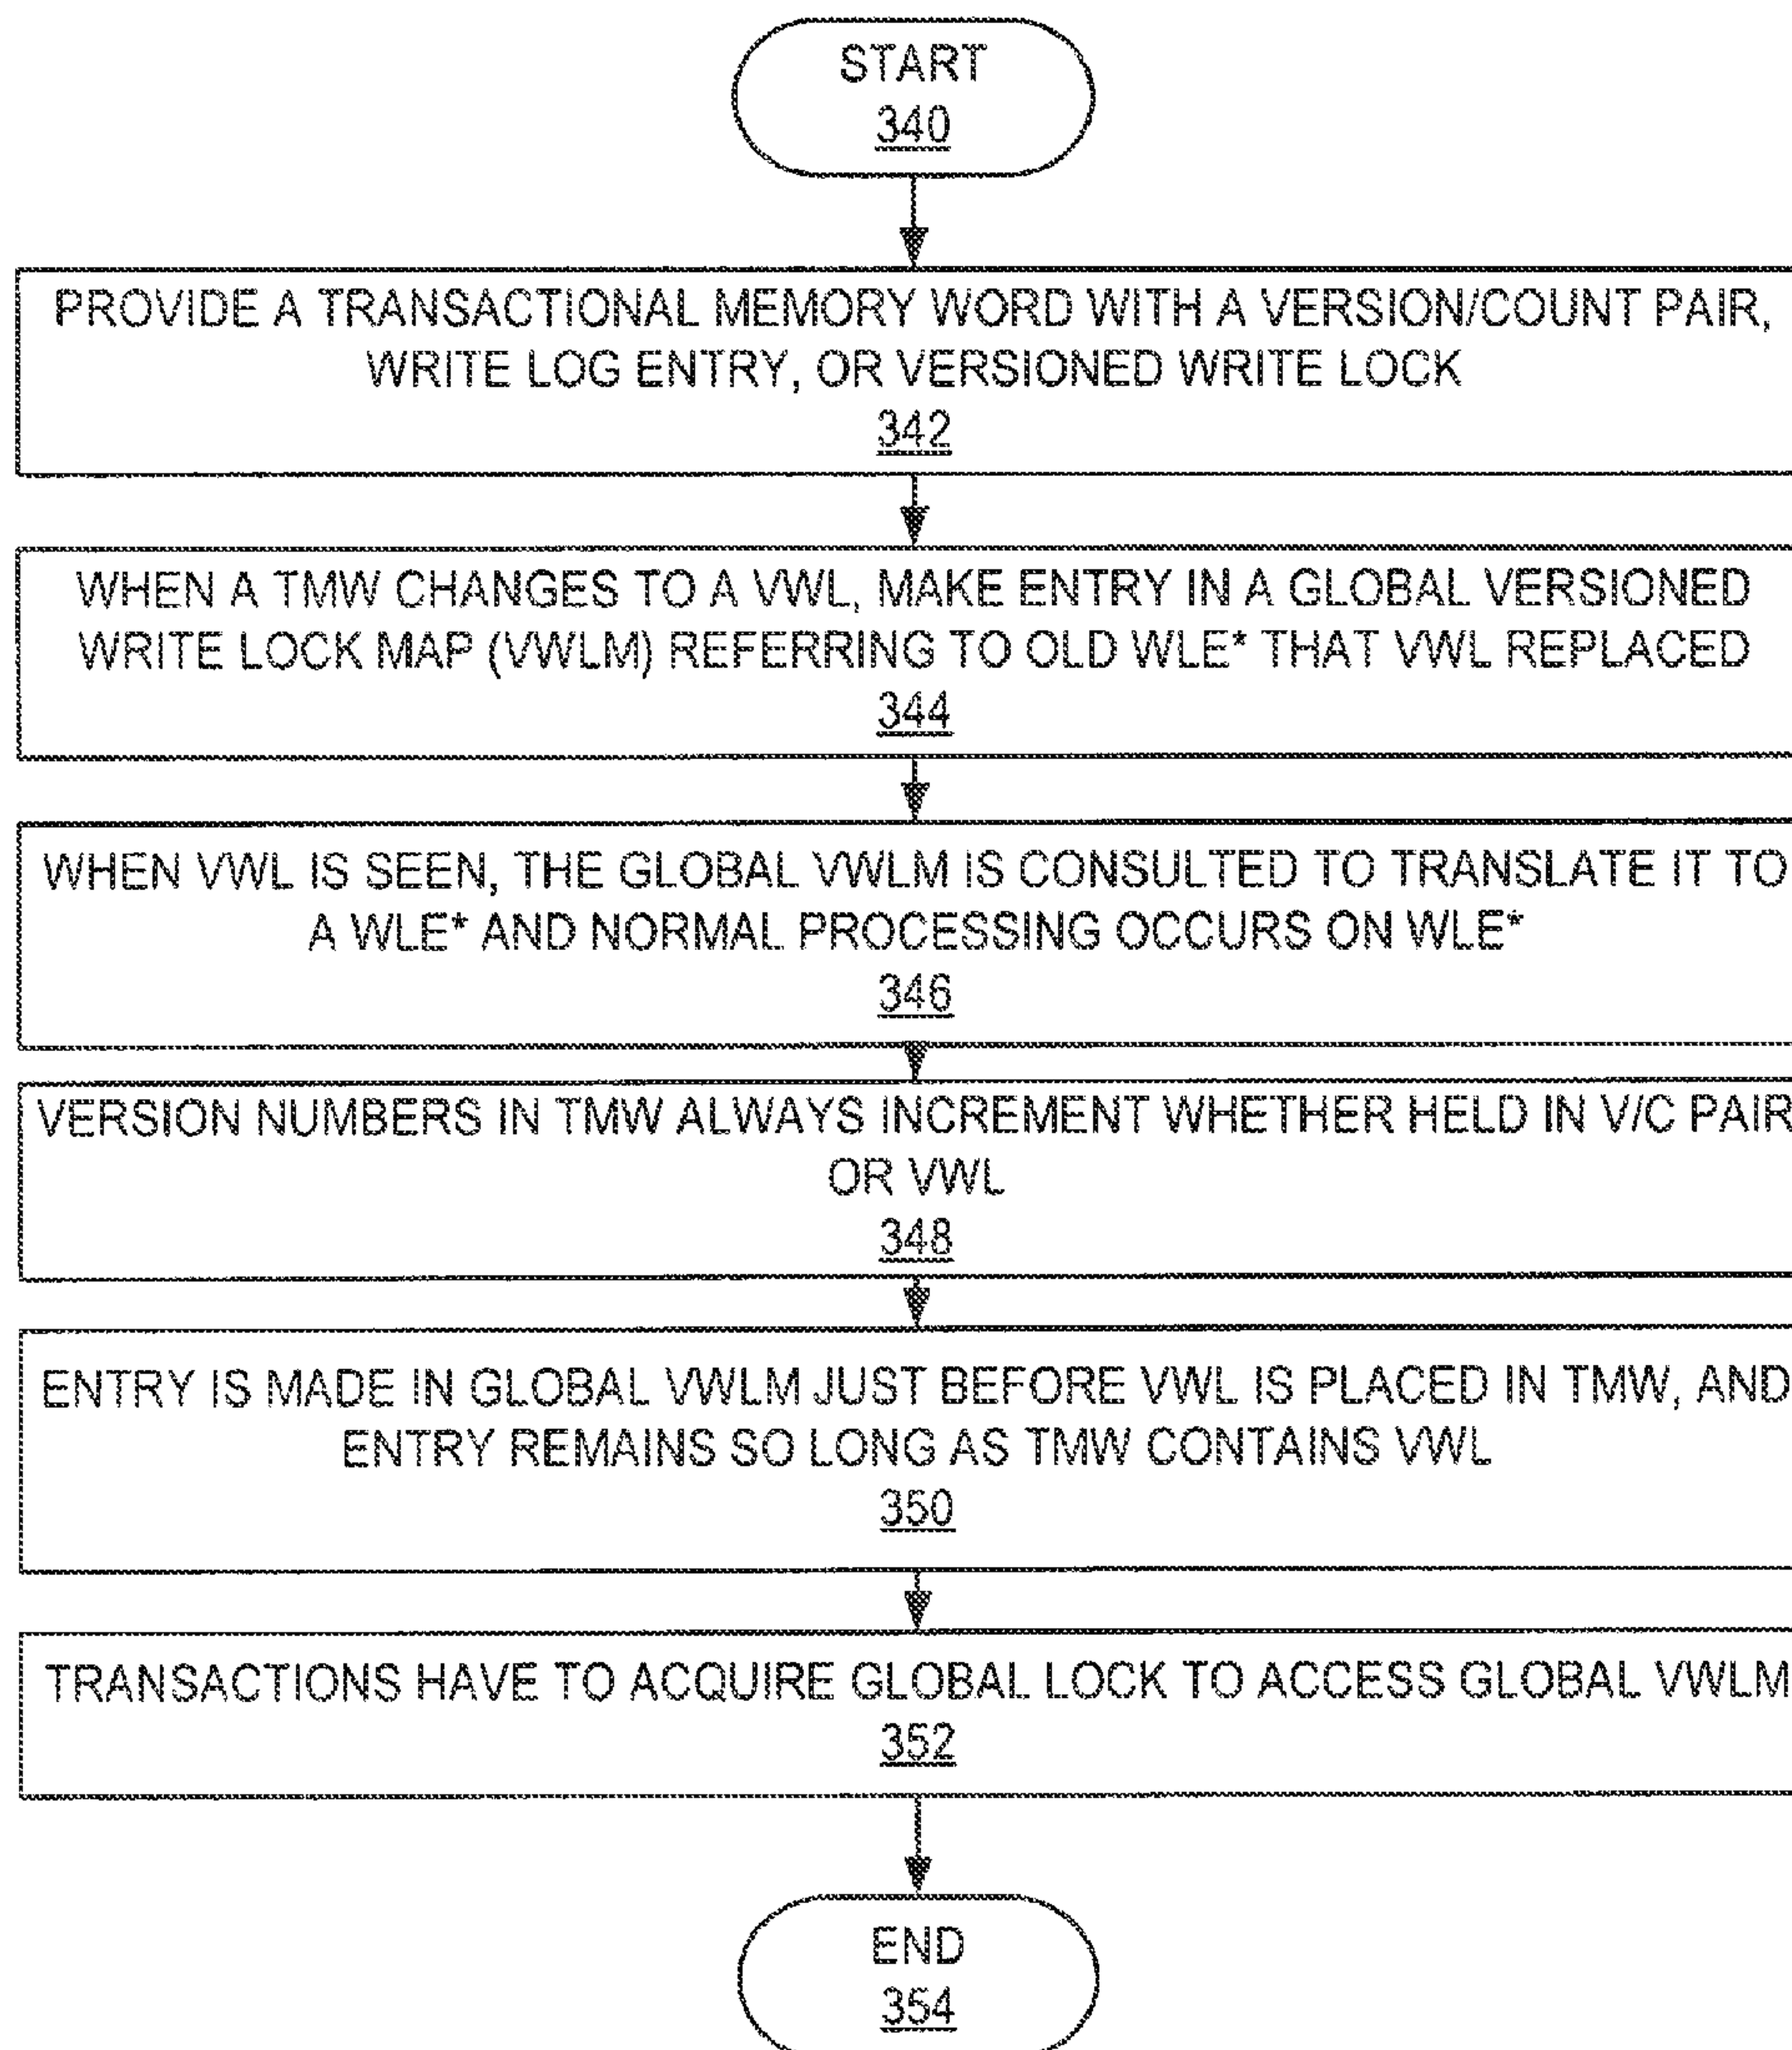 START
340
PROVIDE A TRANSACTIONAL MEMORY WORD WITH A VERSION/COUNT PAIR,
WRITE LOG ENTRY, OR VERSIONED WRITE LOCK
342
WHEN A TMW CHANGES TO A VWL, MAKE ENTRY IN A GLOBAL VERSIONED
WRITE LOCK MAP (VWLM) REFERRING TO OLD WLE* THAT VWL REPLACED
344
WHEN VWL IS SEEN, THE GLOBAL VWLM IS CONSULTED TO TRANSLATE IT TO
A WLE* AND NORMAL PROCESSING OCCURS ON WLE*
346
VERSION NUMBERS IN TMW ALWAYS INCREMENT WHETHER HELD IN V/C PAIR
OR VWL
348
ENTRY IS MADE IN GLOBAL VWLM JUST BEFORE VWL IS PLACED IN TMW, AND
ENTRY REMAINS SO LONG AS TMW CONTAINS VWL
350
TRANSACTIONS HAVE TO ACQUIRE GLOBAL LOCK TO ACCESS GLOBAL VWLM
352
END
354